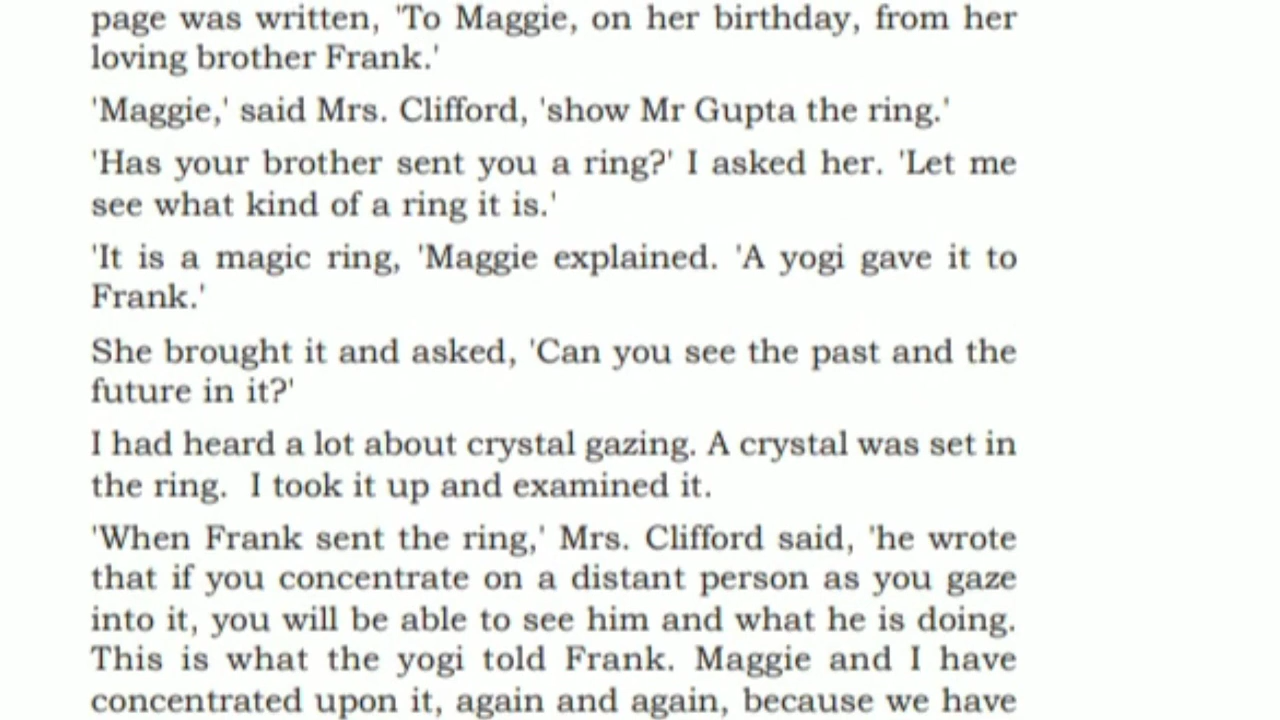 page was written, 'To Maggie, on her birthday, from her
loving brother Frank.'
'Maggie,' said Mrs. Clifford, 'show Mr Gupta the ring.'
'Has your brother sent you a ring?' I asked her. 'Let me
see what kind of a ring it is.'
'It is a magic ring, 'Maggie explained. 'A yogi gave it to
Frank.'
She brought it and asked, 'Can you see the past and the
future in it?'
I had heard a lot about crystal gazing. A crystal was set in
the ring. I took it up and examined it.
'When Frank sent the ring,' Mrs. Clifford said, 'he wrote
that if you concentrate on a distant person as you gaze
into it, you will be able to see him and what he is doing.
This is what the yogi told Frank. Maggie and I have
concentrated upon it, again and again, because we have